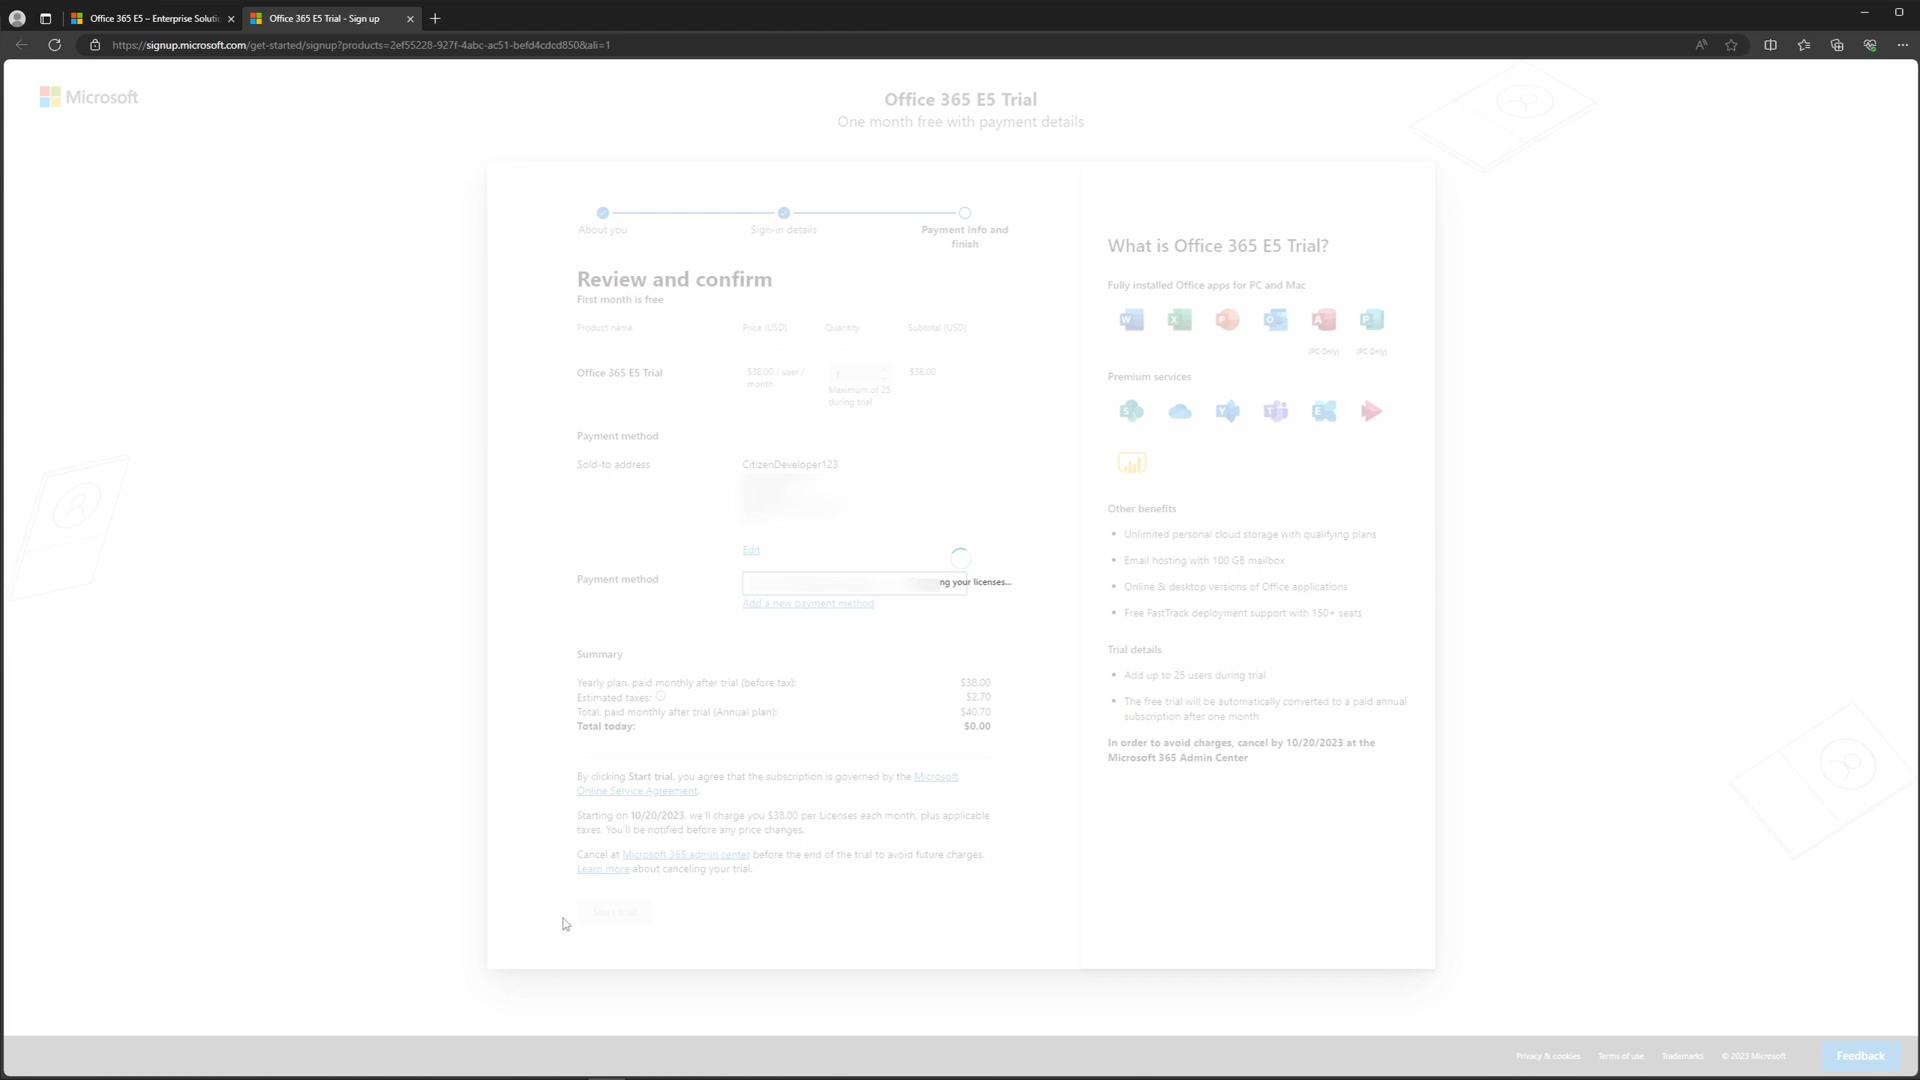 Office 365 E5 – Enterprise Soluti
Office 365 E5 Trial - Sign up
https://signup.microsoft.com/get-started/signup?products=2ef55228-927f-4abc-ac51-befd4cdcd850&ali=1
Microsoft
Office 365 E5 Trial
One month free with payment details
About you
Sign-in details
Payment info and
finish
Review and confirm
First month is free
Product name
Price (USD)
Quantity
Subtotal (USD)
Office 365 E5 Trial
$38.00 / user /
month
1
$38.00
Maximum of 25
during trial
Payment method
Sold-to address
CitizenDeveloper123
Edit
Payment method
ng your licenses...
Add a new payment method
Summary
Yearly plan, paid monthly after trial (before tax):
$38.00
Estimated taxes:
$2.70
Total, paid monthly after trial (Annual plan):
$40.70
Total today:
$0.00
By clicking Start trial, you agree that the subscription is governed by the Microsoft
Online Service Agreement.
Starting on 10/20/2023, we'll charge you $38.00 per Licenses each month, plus applicable
taxes. You'll be notified before any price changes.
Cancel at Microsoft 365 admin center before the end of the trial to avoid future charges.
Learn more about canceling your trial.
Start trial
What is Office 365 E5 Trial?
Fully installed Office apps for PC and Mac
W
X
P
O
A
P
(PC Only)
(PC Only)
Premium services
S
Y
T
E
Other benefits
Unlimited personal cloud storage with qualifying plans
Email hosting with 100 GB mailbox
Online & desktop versions of Office applications
Free FastTrack deployment support with 150+ seats
Trial details
Add up to 25 users during trial
The free trial will be automatically converted to a paid annual
subscription after one month
In order to avoid charges, cancel by 10/20/2023 at the
Microsoft 365 Admin Center
Privacy & cookies
Terms of use
Trademarks
© 2023 Microsoft
Feedback